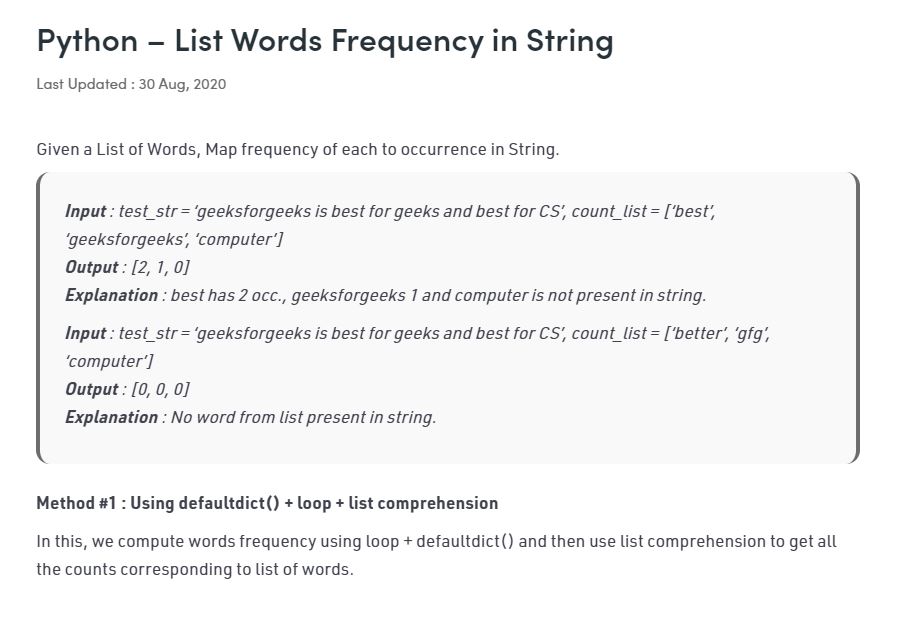 Python – List Words Frequency in String
Last Updated : 30 Aug, 2020
Given a List of Words, Map frequency of each to occurrence in String.
Input : test_str = ‘geeksforgeeks is best for geeks and best for CS’, count_list = [‘best’,
‘geeksforgeeks’, ‘computer’]
Output : [2, 1, 0]
Explanation : best has 2 occ., geeksforgeeks 1 and computer is not present in string.
Input : test_str = ‘geeksforgeeks is best for geeks and best for CS’, count_list = [‘better’, ‘gfg’,
‘computer’]
Output : [0, 0, 0]
Explanation : No word from list present in string.
Method #1 : Using defaultdict() + loop + list comprehension
In this, we compute words frequency using loop + defaultdict() and then use list comprehension to get all
the counts corresponding to list of words.